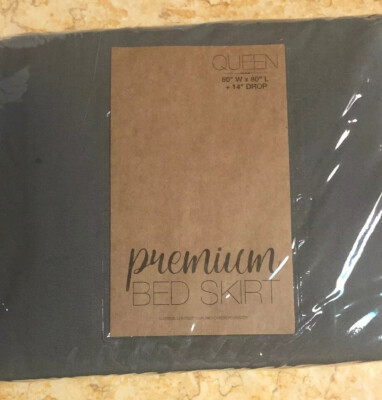 QUEEN
60" W x 80" L
+ 14" DROP
premium
BED SKIRT